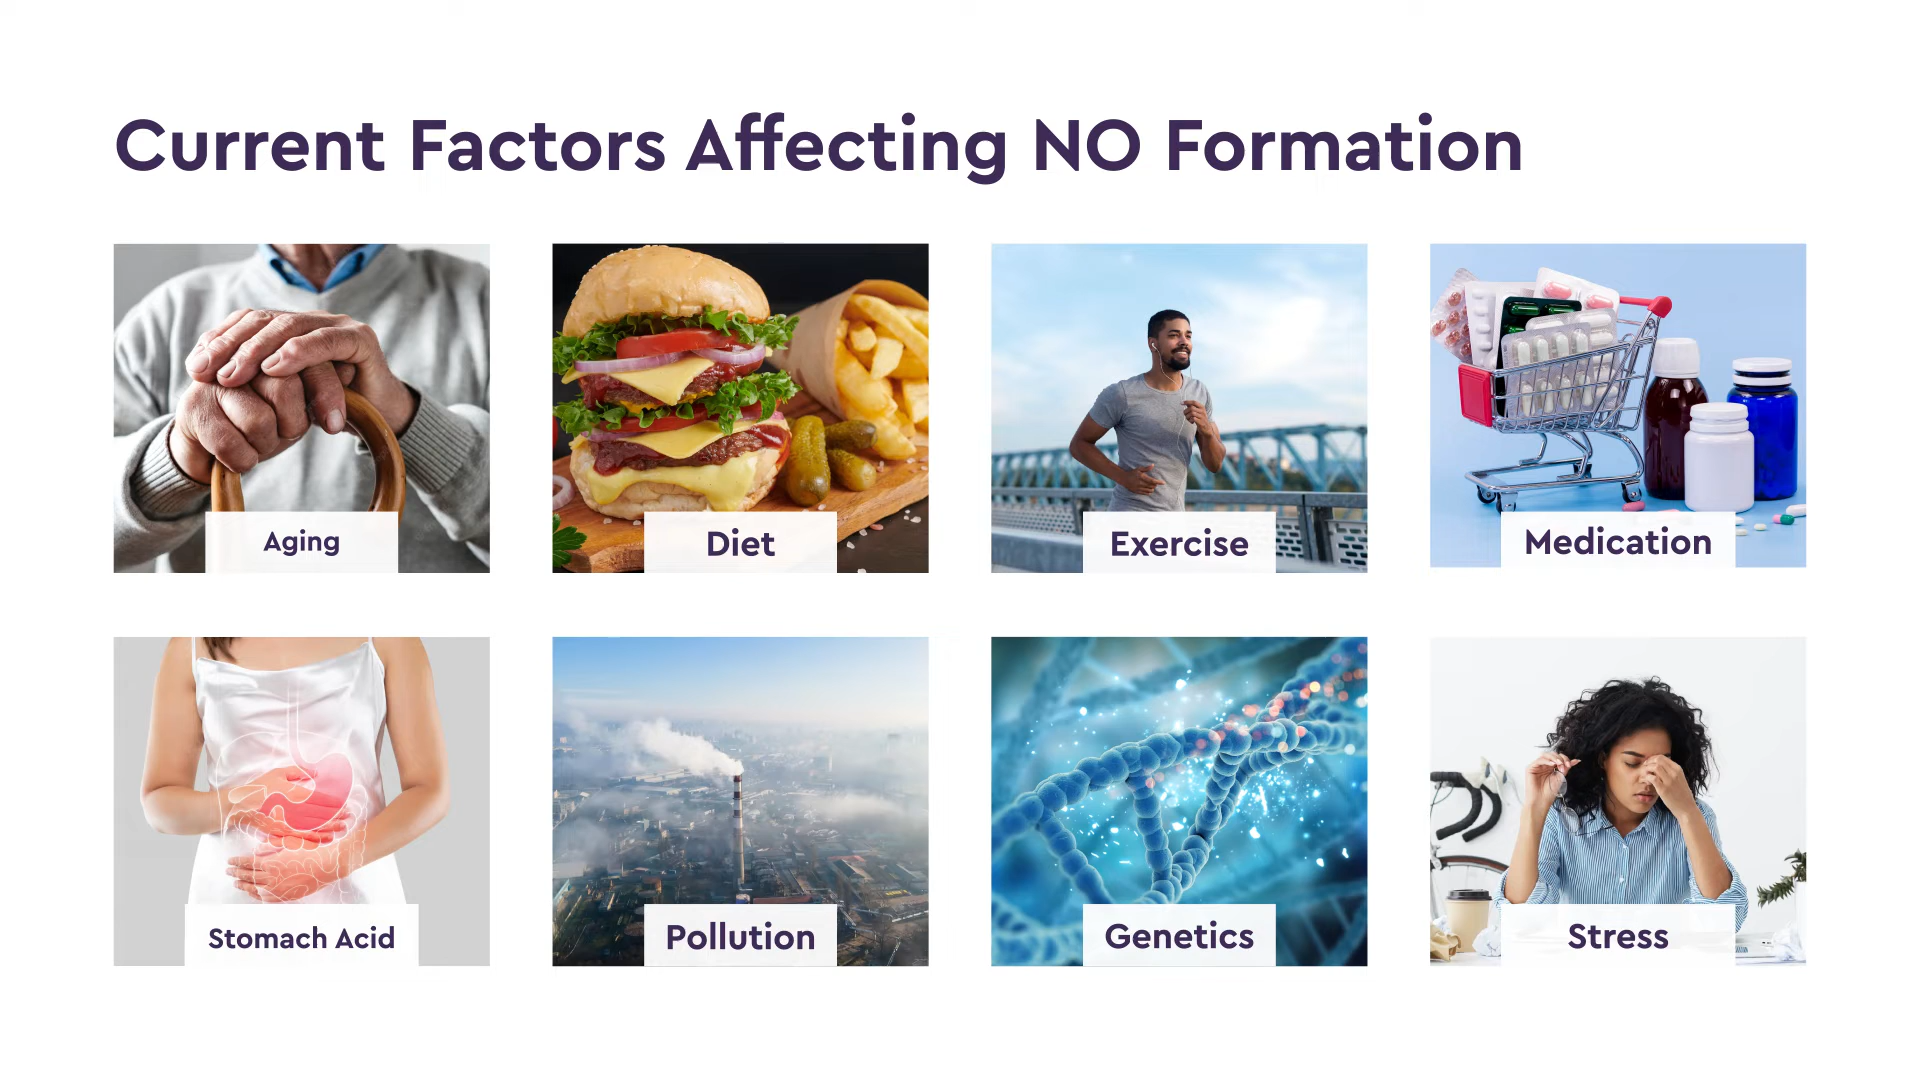 Current Factors Affecting NO Formation
Aging
Diet
Exercise
Medication
Stomach Acid
Pollution
Genetics
Stress